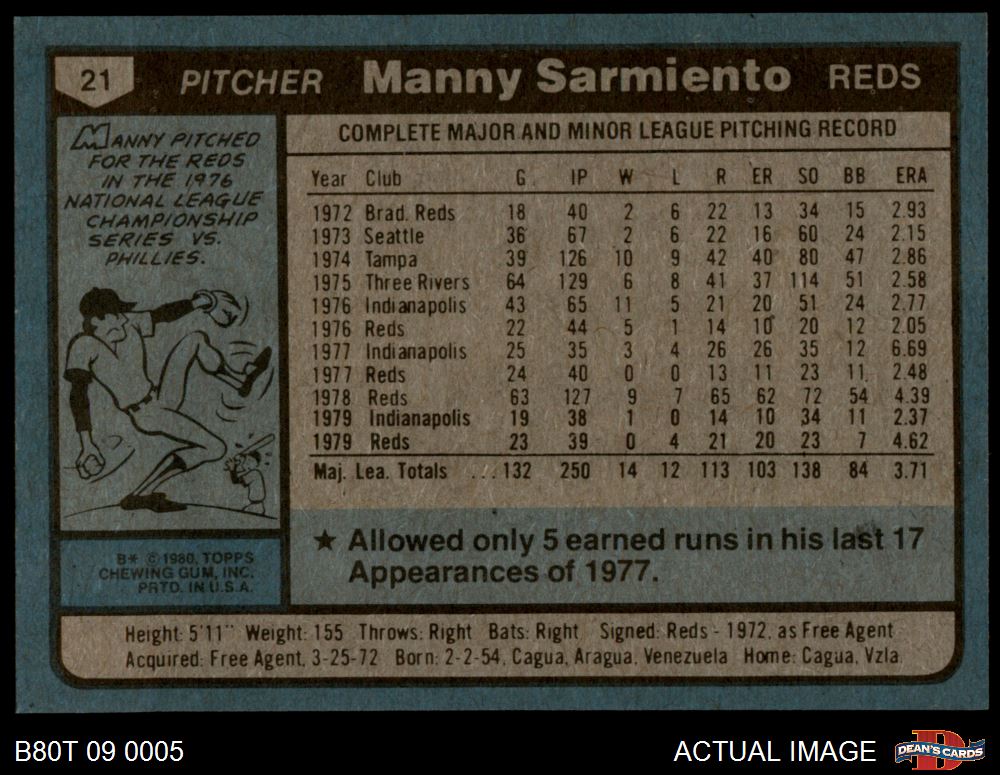 21 PITCHER Manny Sarmiento REDS
MANNY PITCHED
FOR THE REDS
IN THE 1976
NATIONAL LEAGUE
CHAMPIONSHIP
SERIES VS.
PHILLIES.
COMPLETE MAJOR AND MINOR LEAGUE PITCHING RECORD
Year Club G IP W L R ER SO BB ERA
1972 Brad. Reds 18 40 2 6 22 13 34 15 2.93
1973 Seattle 36 67 2 6 22 16 60 24 2.15
1974 Tampa 39 126 10 9 42 40 80 47 2.86
1975 Three Rivers 64 129 6 8 41 37 114 51 2.58
1976 Indianapolis 43 65 11 5 21 20 51 24 2.77
1976 Reds 22 44 5 1 14 10 20 12 2.05
1977 Indianapolis 25 35 3 4 26 26 35 12 6.69
1977 Reds 24 40 0 0 13 11 23 11 2.48
1978 Reds 63 127 9 7 65 62 72 54 4.39
1979 Indianapolis 19 38 1 0 14 10 34 11 2.37
1979 Reds 23 39 0 4 21 20 23 7 4.62
Maj. Lea. Totals ...132 250 14 12 113 103 138 84 3.71
★ Allowed only 5 earned runs in his last 17
Appearances of 1977.
B* © 1980, TOPPS
CHEWING GUM, INC.
PRTD. IN U.S.A.
Height: 5'11" Weight: 155 Throws: Right Bats: Right Signed: Reds - 1972, as Free Agent
Acquired: Free Agent, 3-25-72 Born: 2-2-54, Cagua, Aragua, Venezuela Home: Cagua, Vzla.
B80T 09 0005 ACTUAL IMAGE DEAN'S CARDS